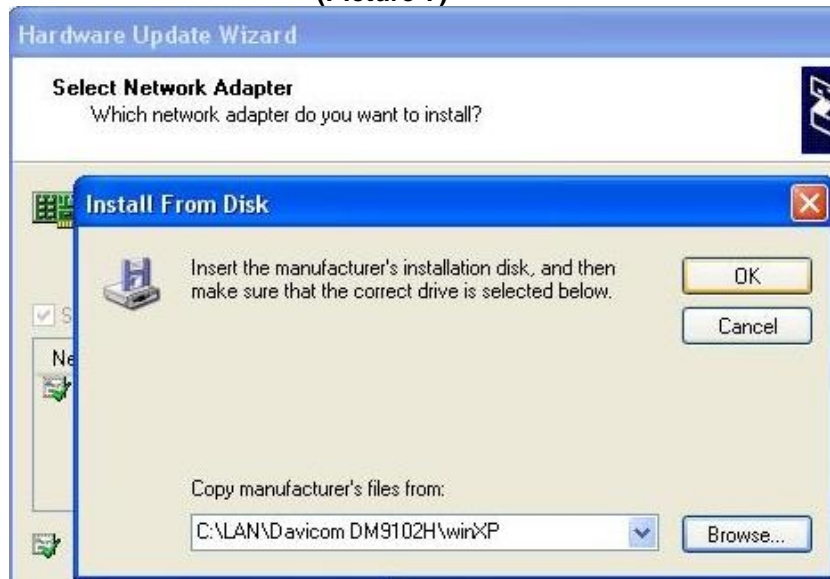 Hardware Update Wizard
Select Network Adapter
Which network adapter do you want to install?
Install From Disk
Insert the manufacturer's installation disk, and then
make sure that the correct drive is selected below.
OK
Cancel
S
Ne
Copy manufacturer's files from:
C:\LAN\Davicom DM9102H\winXP
Browse...